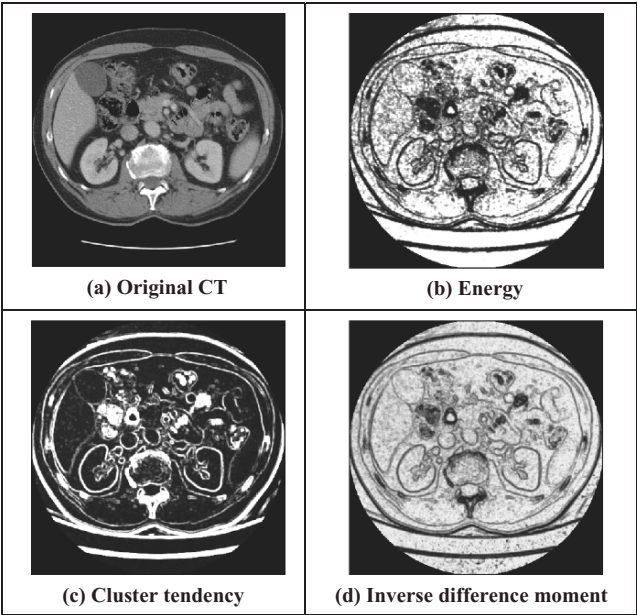 (a) Original CT
(b) Energy
(c) Cluster tendency
(d) Inverse difference moment